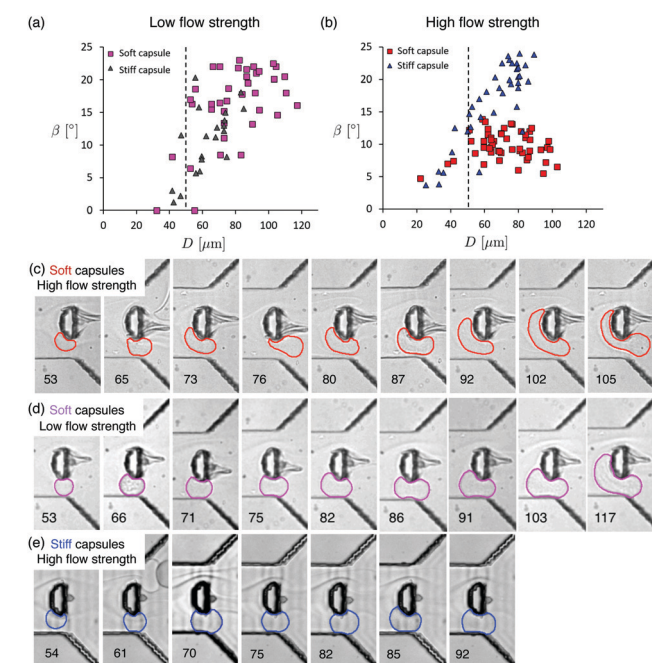 (a) Low flow strength
Soft capsule
Stiff capsule
β [°]
25
20
15
10
5
0
0 20 40 60 80 100 120
D [μm]
(b) High flow strength
Soft capsule
Stiff capsule
β [°]
25
20
15
10
5
0
0 20 40 60 80 100 120
D [μm]
(c) Soft capsules
High flow strength
53 65 73 76 80 87 92 102 105
(d) Soft capsules
Low flow strength
53 66 71 75 82 86 91 103 117
(e) Stiff capsules
High flow strength
54 61 70 75 82 85 92